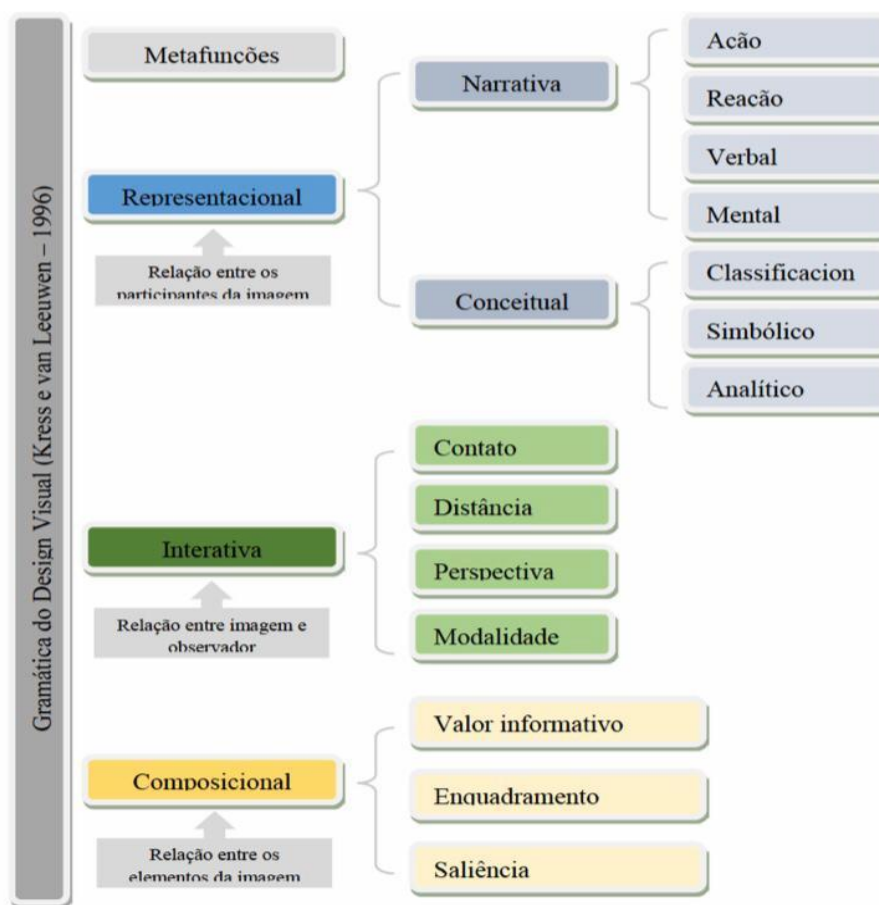 Gramática do Design Visual (Kress e van Leeuwen – 1996)
Metafuncões
Representacional
Relação entre os
participantes da imagem
Narrativa
Acão
Reacão
Verbal
Mental
Conceitual
Classificacion
Simbólico
Analítico
Interativa
Relação entre imagem e
observador
Contato
Distância
Perspectiva
Modalidade
Composicional
Relação entre os
elementos da imagem
Valor informativo
Enquadramento
Saliência